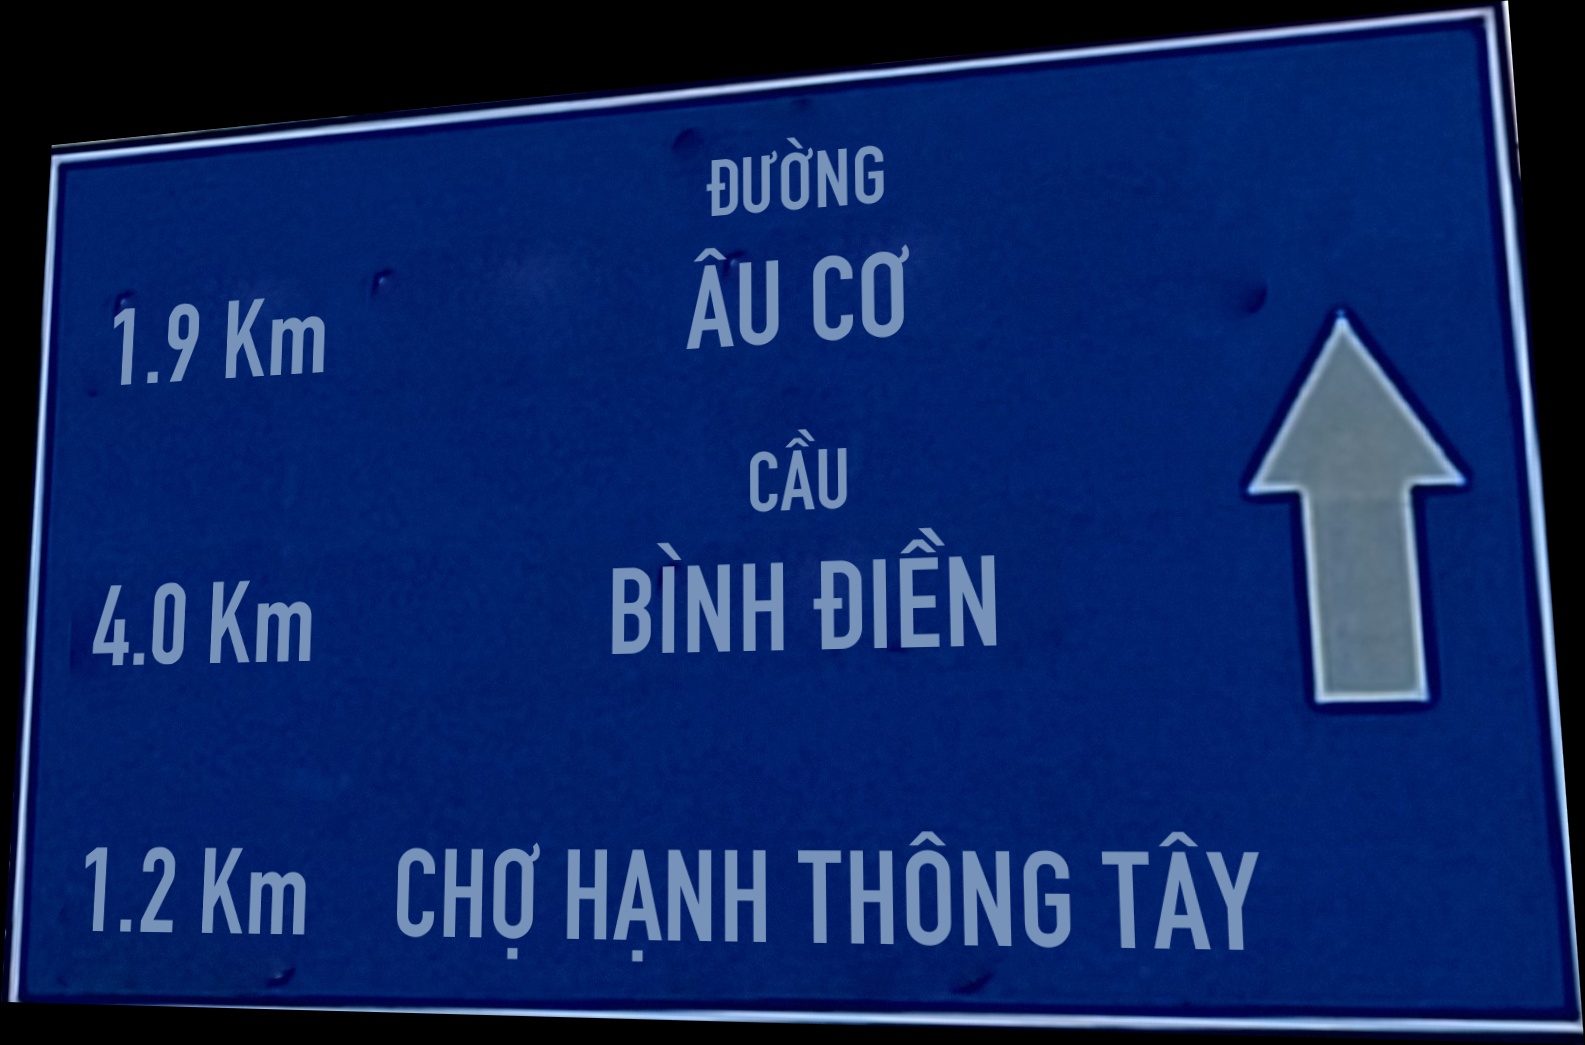 ĐƯỜNG
1.9 Km ÂU CƠ
CẦU
4.0 Km BÌNH ĐIỀN
1.2 Km CHỢ HẠNH THÔNG TÂY